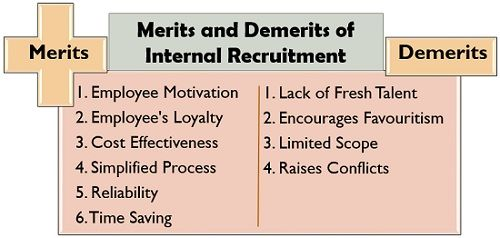 Merits and Demerits of
Internal Recruitment
Merits
Demerits
1. Employee Motivation
2. Employee's Loyalty
3. Cost Effectiveness
4. Simplified Process
5. Reliability
6. Time Saving
1. Lack of Fresh Talent
2. Encourages Favouritism
3. Limited Scope
4. Raises Conflicts